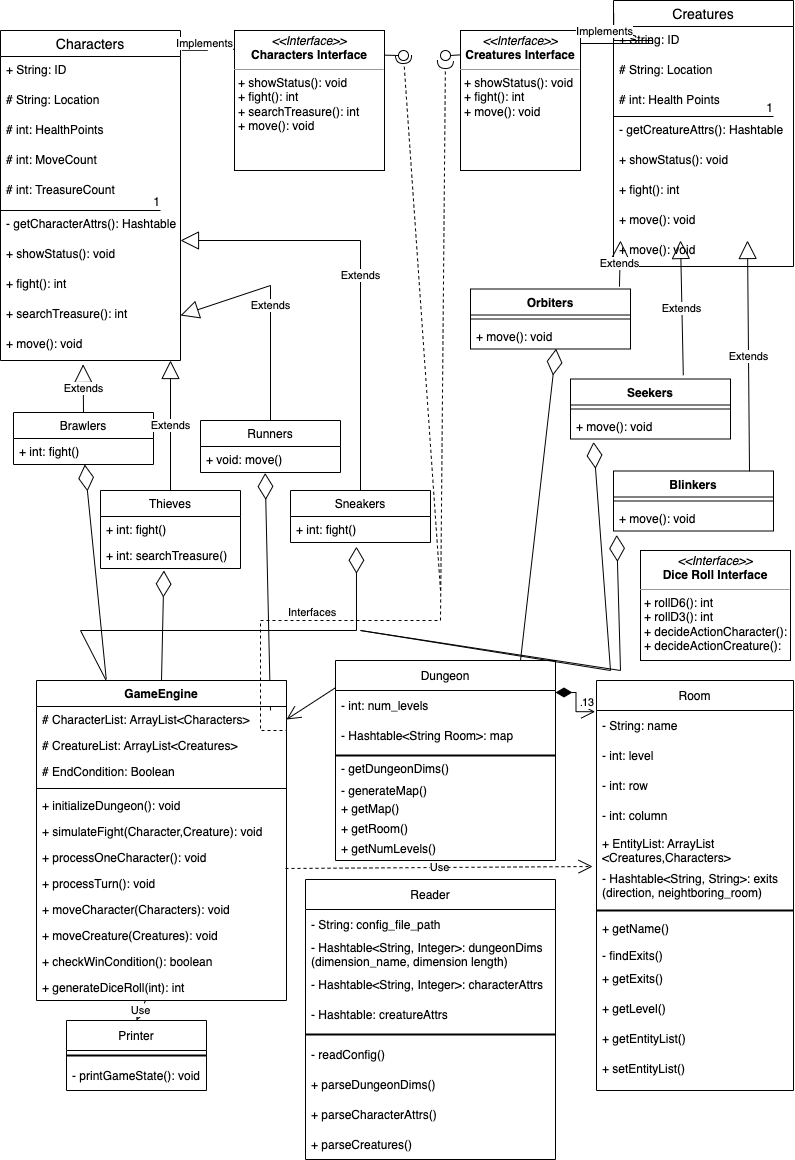 Characters
+ String: ID
# String: Location
# int: HealthPoints
# int: MoveCount
# int: TreasureCount
1
- getCharacterAttrs(): Hashtable
+ showStatus(): void
+ fight(): int
+ searchTreasure(): int
+ move(): void
Implements
<<Interface>>
Characters Interface
+ showStatus(): void
+ fight(): int
+ searchTreasure(): int
+ move(): void
<<Interface>>
Creatures Interface
+ showStatus(): void
+ fight(): int
+ move(): void
Implements
Creatures
+ String: ID
# String: Location
# int: Health Points
1
- getCreatureAttrs(): Hashtable
+ showStatus(): void
+ fight(): int
+ move(): void
+ move(): void
Extends
Extends
Extends
Extends
Extends
Extends
Extends
Orbiters
+ move(): void
Seekers
+ move(): void
Blinkers
+ move(): void
Brawlers
+ int: fight()
Runners
+ void: move()
Thieves
+ int: fight()
+ int: searchTreasure()
Sneakers
+ int: fight()
<<Interface>>
Dice Roll Interface
+ rollD6(): int
+ rollD3(): int
+ decideActionCharacter():
+ decideActionCreature():
Interfaces
GameEngine
# CharacterList: ArrayList<Characters>
# CreatureList: ArrayList<Creatures>
# EndCondition: Boolean
+ initializeDungeon(): void
+ simulateFight(Character,Creature): void
+ processOneCharacter(): void
+ processTurn(): void
+ moveCharacter(Characters): void
+ moveCreature(Creatures): void
+ checkWinCondition(): boolean
+ generateDiceRoll(int): int
Use
Printer
- printGameState(): void
Dungeon
- int: num_levels
- Hashtable<String Room>: map
- getDungeonDims()
- generateMap()
+ getMap()
+ getRoom()
+ getNumLevels()
.13
Use
Reader
- String: config_file_path
- Hashtable<String, Integer>: dungeonDims
(dimension_name, dimension length)
- Hashtable<String, Integer>: characterAttrs
- Hashtable: creatureAttrs
- readConfig()
+ parseDungeonDims()
+ parseCharacterAttrs()
+ parseCreatures()
Room
- String: name
- int: level
- int: row
- int: column
+ EntityList: ArrayList
<Creatures,Characters>
- Hashtable<String, String>: exits
(direction, neighboring_room)
+ getName()
- findExits()
+ getExits()
+ getLevel()
+ getEntityList()
+ setEntityList()